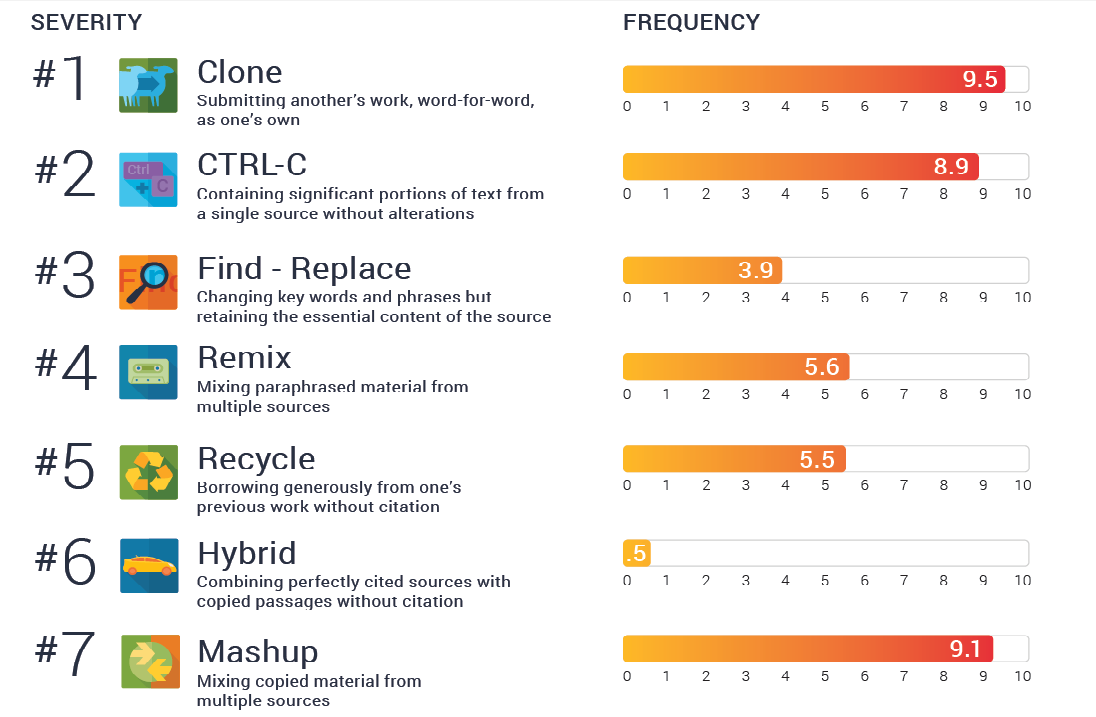 SEVERITY
FREQUENCY
#1
Clone
Submitting another's work, word-for-word,
as one's own
9.5
0 1 2 3 4 5 6 7 8 9 10
#2
Ctrl
+
C
CTRL-C
Containing significant portions of text from
a single source without alterations
8.9
0 1 2 3 4 5 6 7 8 9 10
#3
Find
Find - Replace
Changing key words and phrases but
retaining the essential content of the source
3.9
0 1 2 3 4 5 6 7 8 9 10
#4
Remix
Mixing paraphrased material from
multiple sources
5.6
0 1 2 3 4 5 6 7 8 9 10
#5
Recycle
Borrowing generously from one's
previous work without citation
5.5
0 1 2 3 4 5 6 7 8 9 10
#6
Hybrid
Combining perfectly cited sources with
copied passages without citation
.5
0 1 2 3 4 5 6 7 8 9 10
#7
Mashup
Mixing copied material from
multiple sources
9.1
0 1 2 3 4 5 6 7 8 9 10